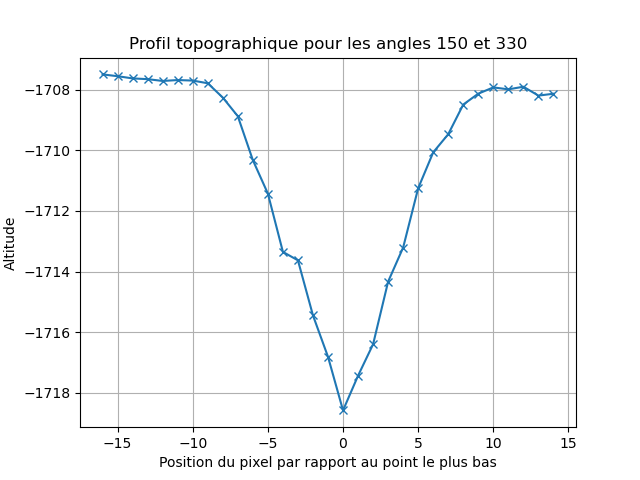 Profil topographique pour les angles 150 et 330
−1708
−1710
−1712
−1714
−1716
−1718
Altitude
−15 −10 −5 0 5 10 15
Position du pixel par rapport au point le plus bas